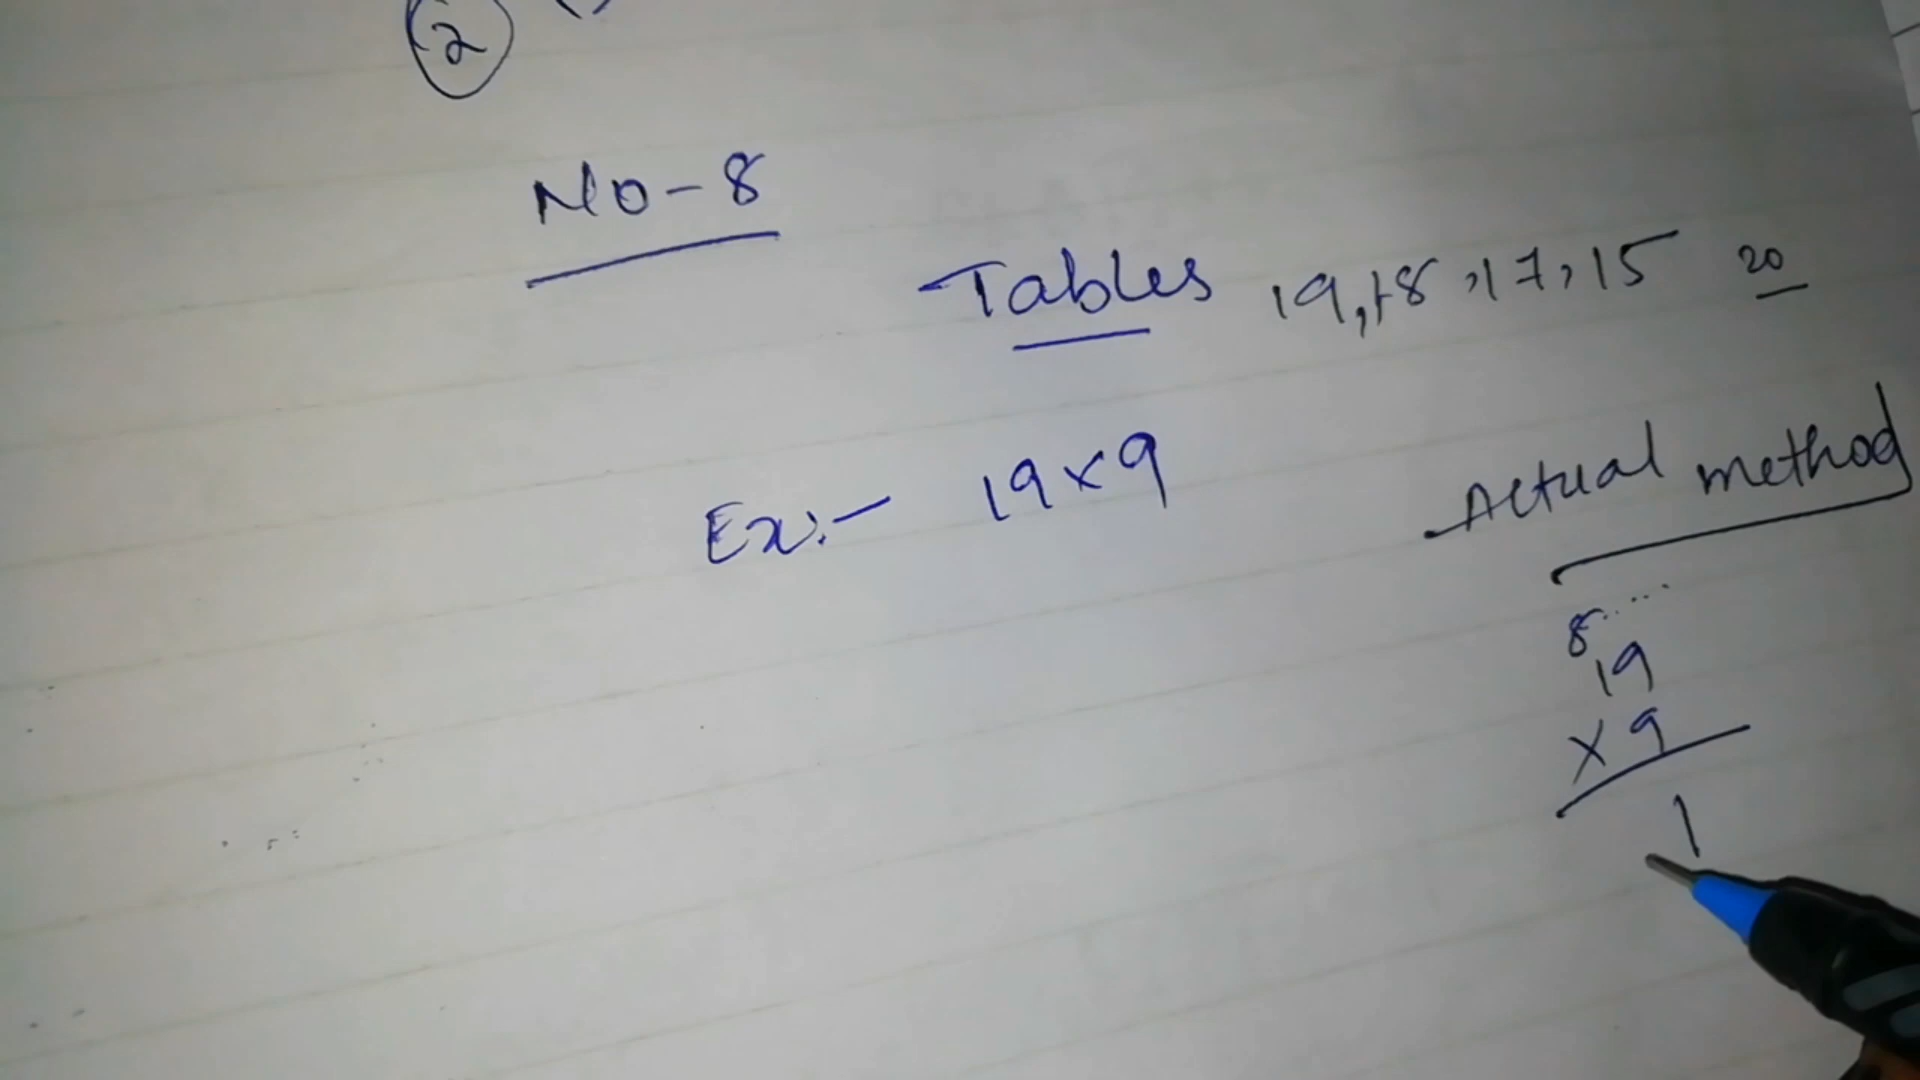 2
No-8
Tables 19,18,17,15 20
Ex:- 19×9
Actual method
8
19
×9
1